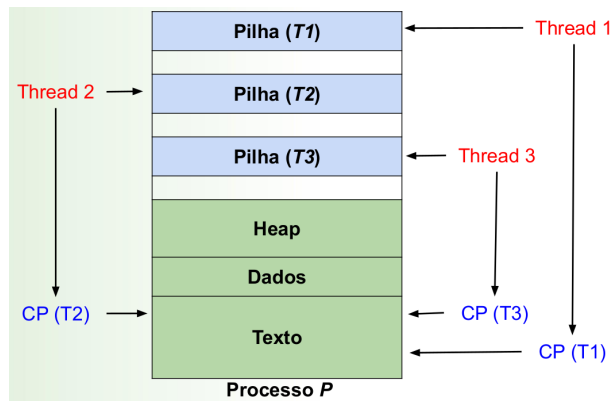 Pilha (T1)
Thread 1
Thread 2
Pilha (T2)
Pilha (T3)
Thread 3
Heap
Dados
CP (T2)
CP (T3)
Texto
CP (T1)
Processo P